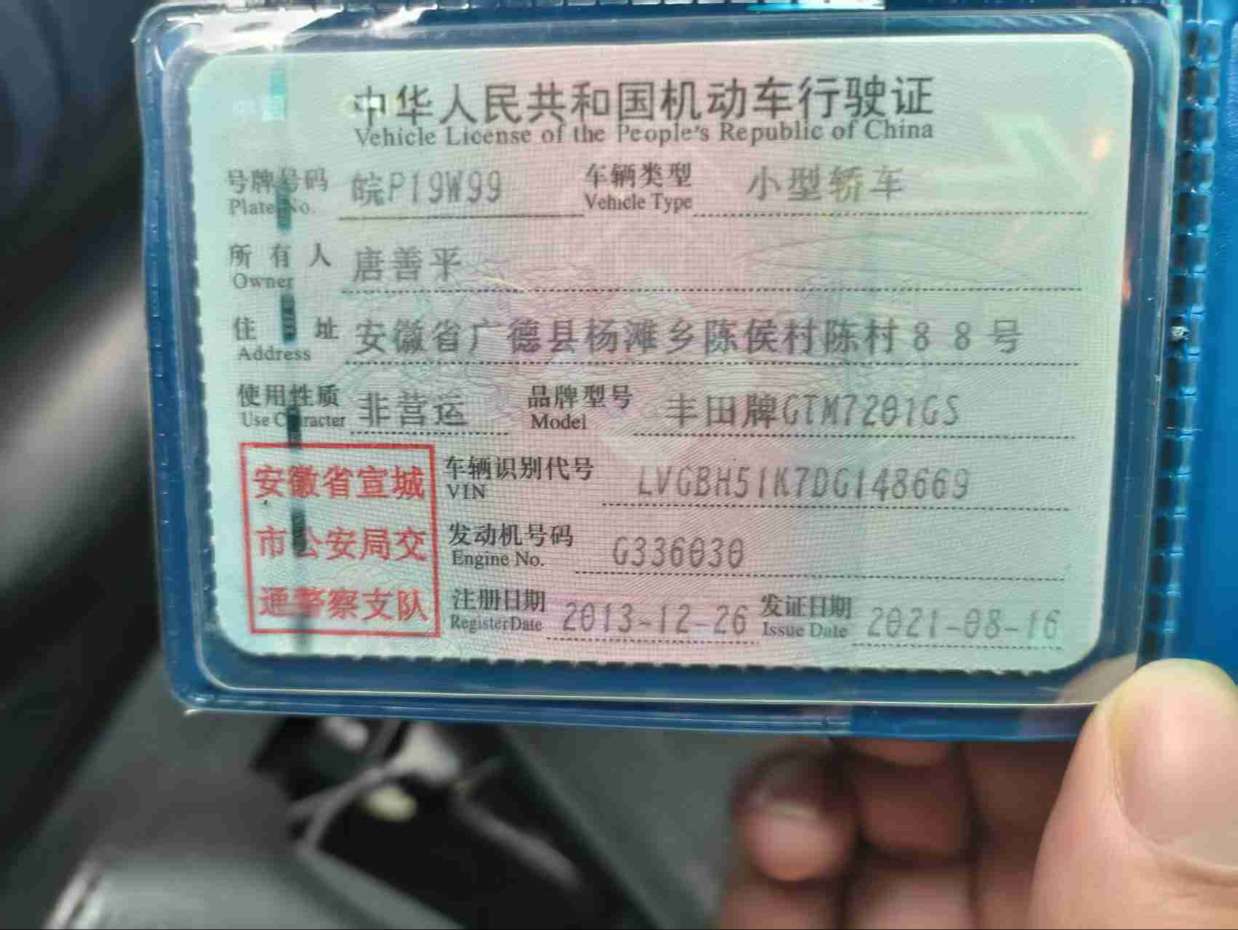 中华人民共和国机动车行驶证
Vehicle License of the People's Republic of China
号牌号码 皖P19W99 车辆类型 小型轿车
Plate No. Vehicle Type
所有人 唐善平
Owner
住址 安徽省广德县杨滩乡陈侯村陈村88号
Address
使用性质 非营运 品牌型号 丰田牌GTM7201GS
Use Character Model
安徽省宣城 车辆识别代号 LVGBH51K7DG148669
VIN
市公安局交 发动机号码 G336030
Engine No.
通警察支队 注册日期 2013-12-26 发证日期 2021-08-16
Register Date Issue Date